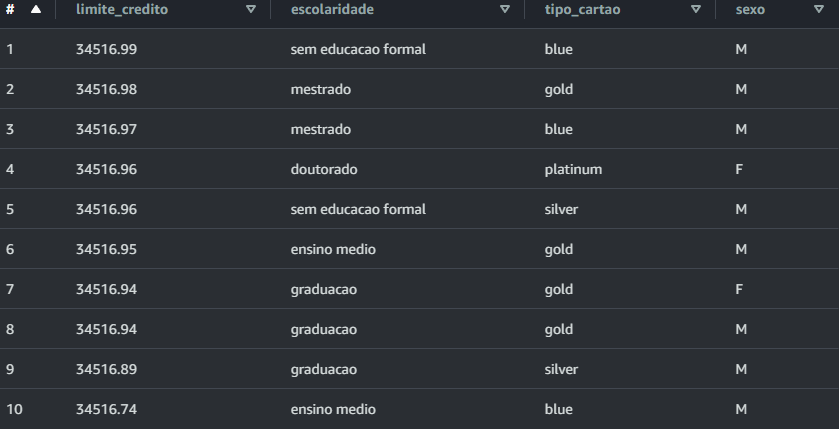 # limite_credito escolaridade tipo_cartao sexo
1 34516.99 sem educacao formal blue M
2 34516.98 mestrado gold M
3 34516.97 mestrado blue M
4 34516.96 doutorado platinum F
5 34516.96 sem educacao formal silver M
6 34516.95 ensino medio gold M
7 34516.94 graduacao gold F
8 34516.94 graduacao gold M
9 34516.89 graduacao silver M
10 34516.74 ensino medio blue M